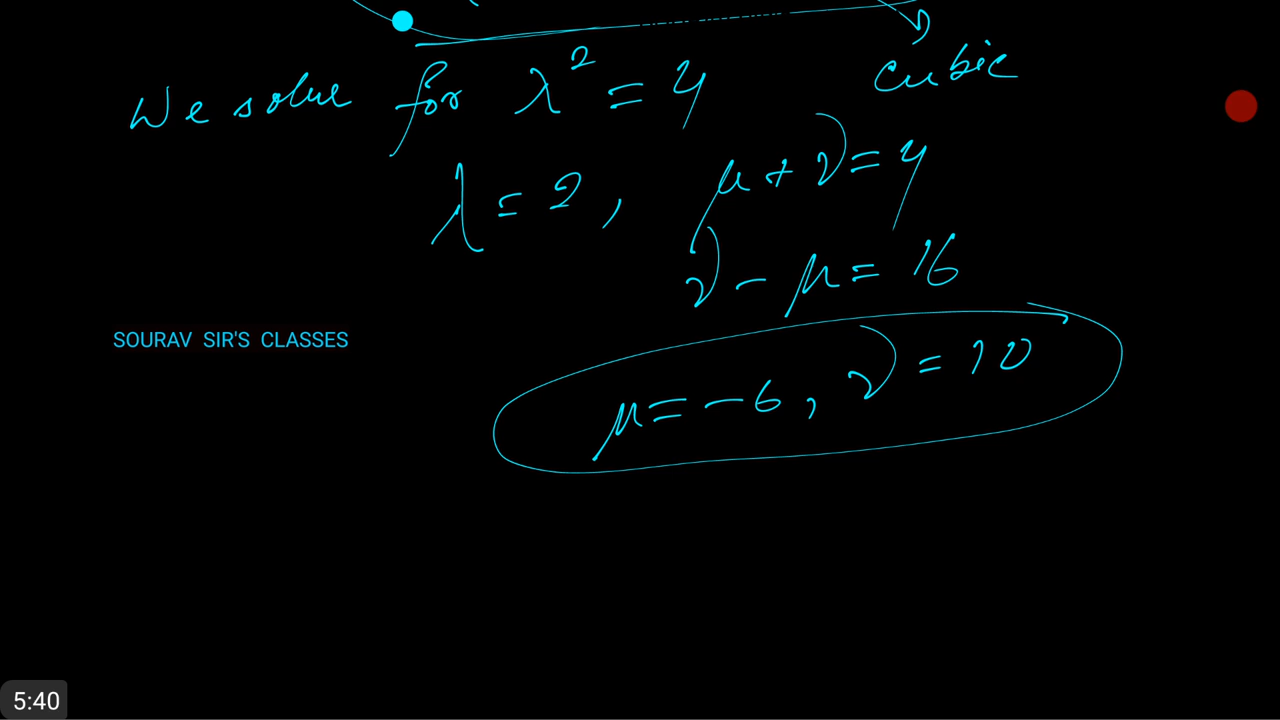 We solve for λ² = 4
cubic
λ = 2, μ + ν = 4
ν - μ = 16
SOURAV SIR'S CLASSES
μ = -6, ν = 10
5:40